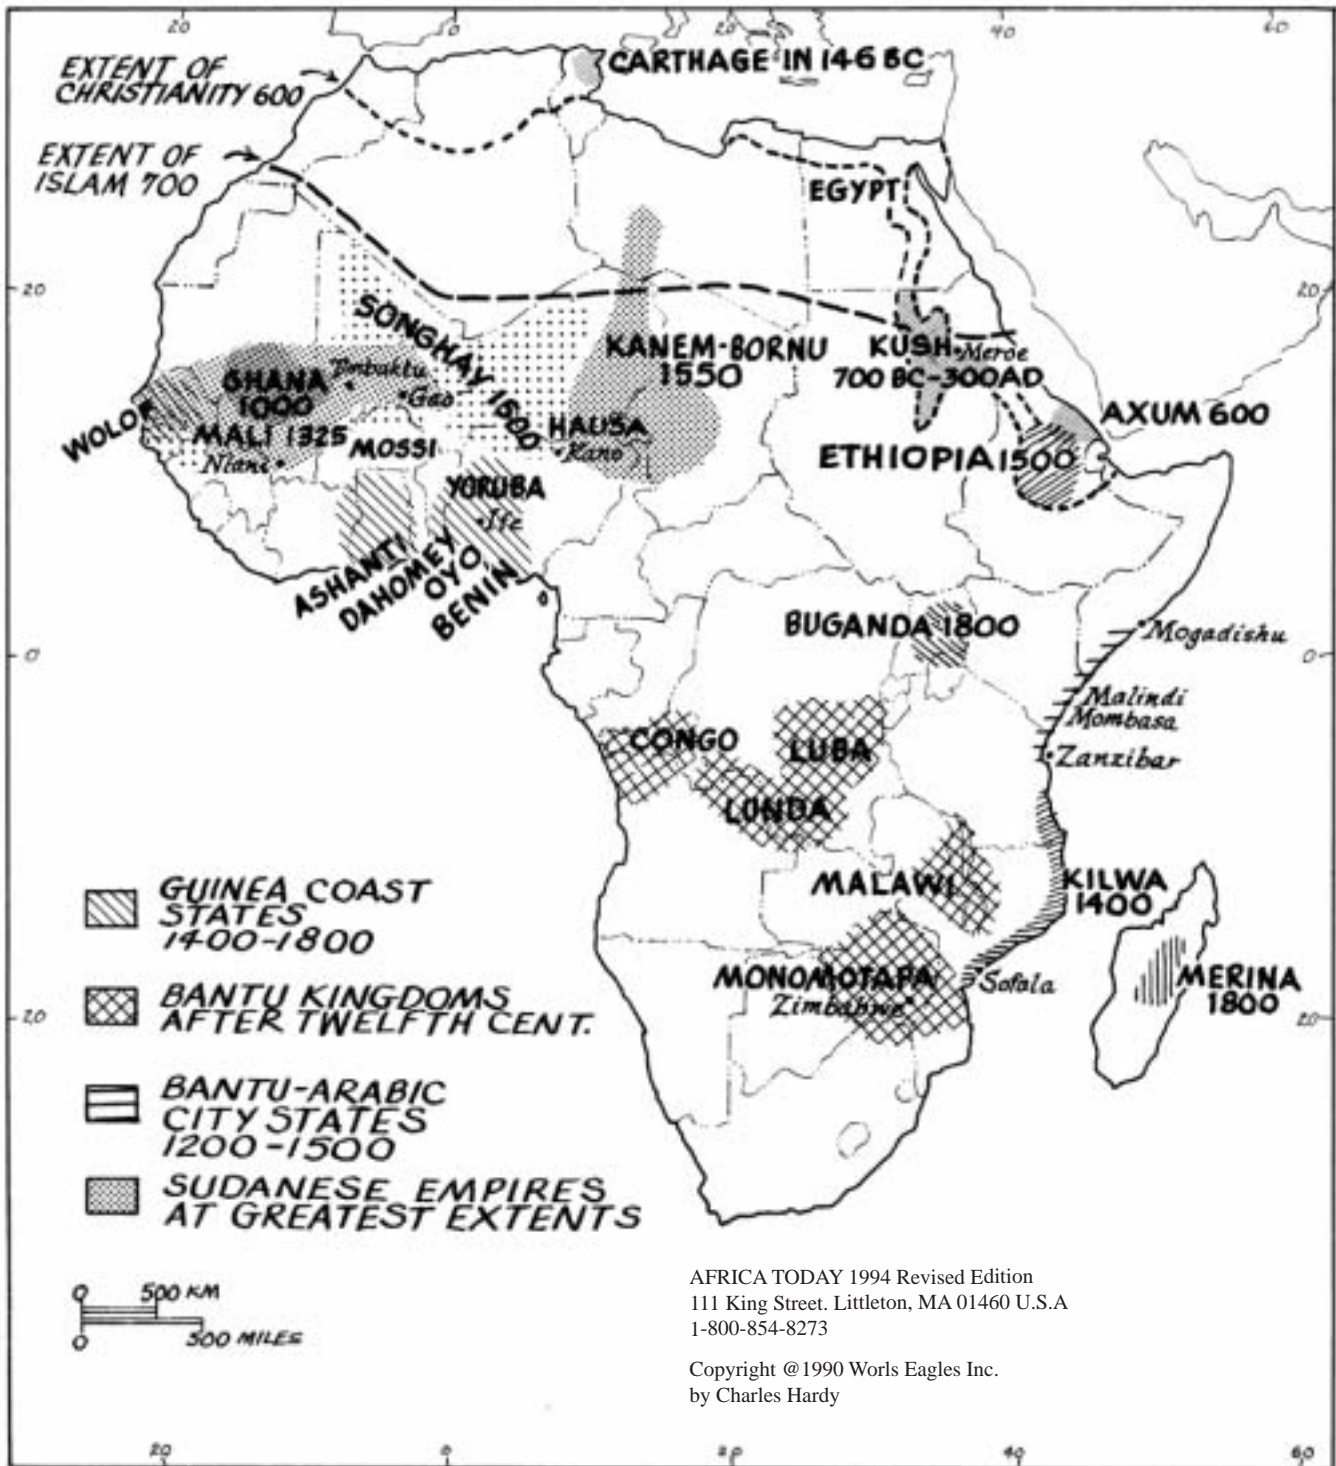 20
0
20
40
60
EXTENT OF
CHRISTIANITY 600
CARTHAGE IN 146 BC
EXTENT OF
ISLAM 700
EGYPT
20
20
SONGHAY 1500
KANEM-BORNU
1550
KUSH
Meroe
700 BC-300AD
GHANA
1000
Timbaktu
Gao
WOLOF
MALI 1325
Niani
MOSSI
HAUSA
Kano
AXUM 600
ETHIOPIA 1500
YORUBA
Ife
ASHANTI
DAHOMEY
OYO
BENIN
BUGANDA 1800
Mogadishu
0
0
Malindi
Mombasa
CONGO
LUBA
Zanzibar
LUNDA
MALAWI
KILWA
1400
MONOMOTAPA
Zimbabwe
Sofala
MERINA
1800
20
20
GUINEA COAST
STATES
1400-1800
BANTU KINGDOMS
AFTER TWELFTH CENT.
BANTU-ARABIC
CITY STATES
1200-1500
SUDANESE EMPIRES
AT GREATEST EXTENTS
0 500 KM
0 500 MILES
AFRICA TODAY 1994 Revised Edition
111 King Street. Littleton, MA 01460 U.S.A
1-800-854-8273
Copyright @1990 Worls Eagles Inc.
by Charles Hardy
20
0
20
40
60